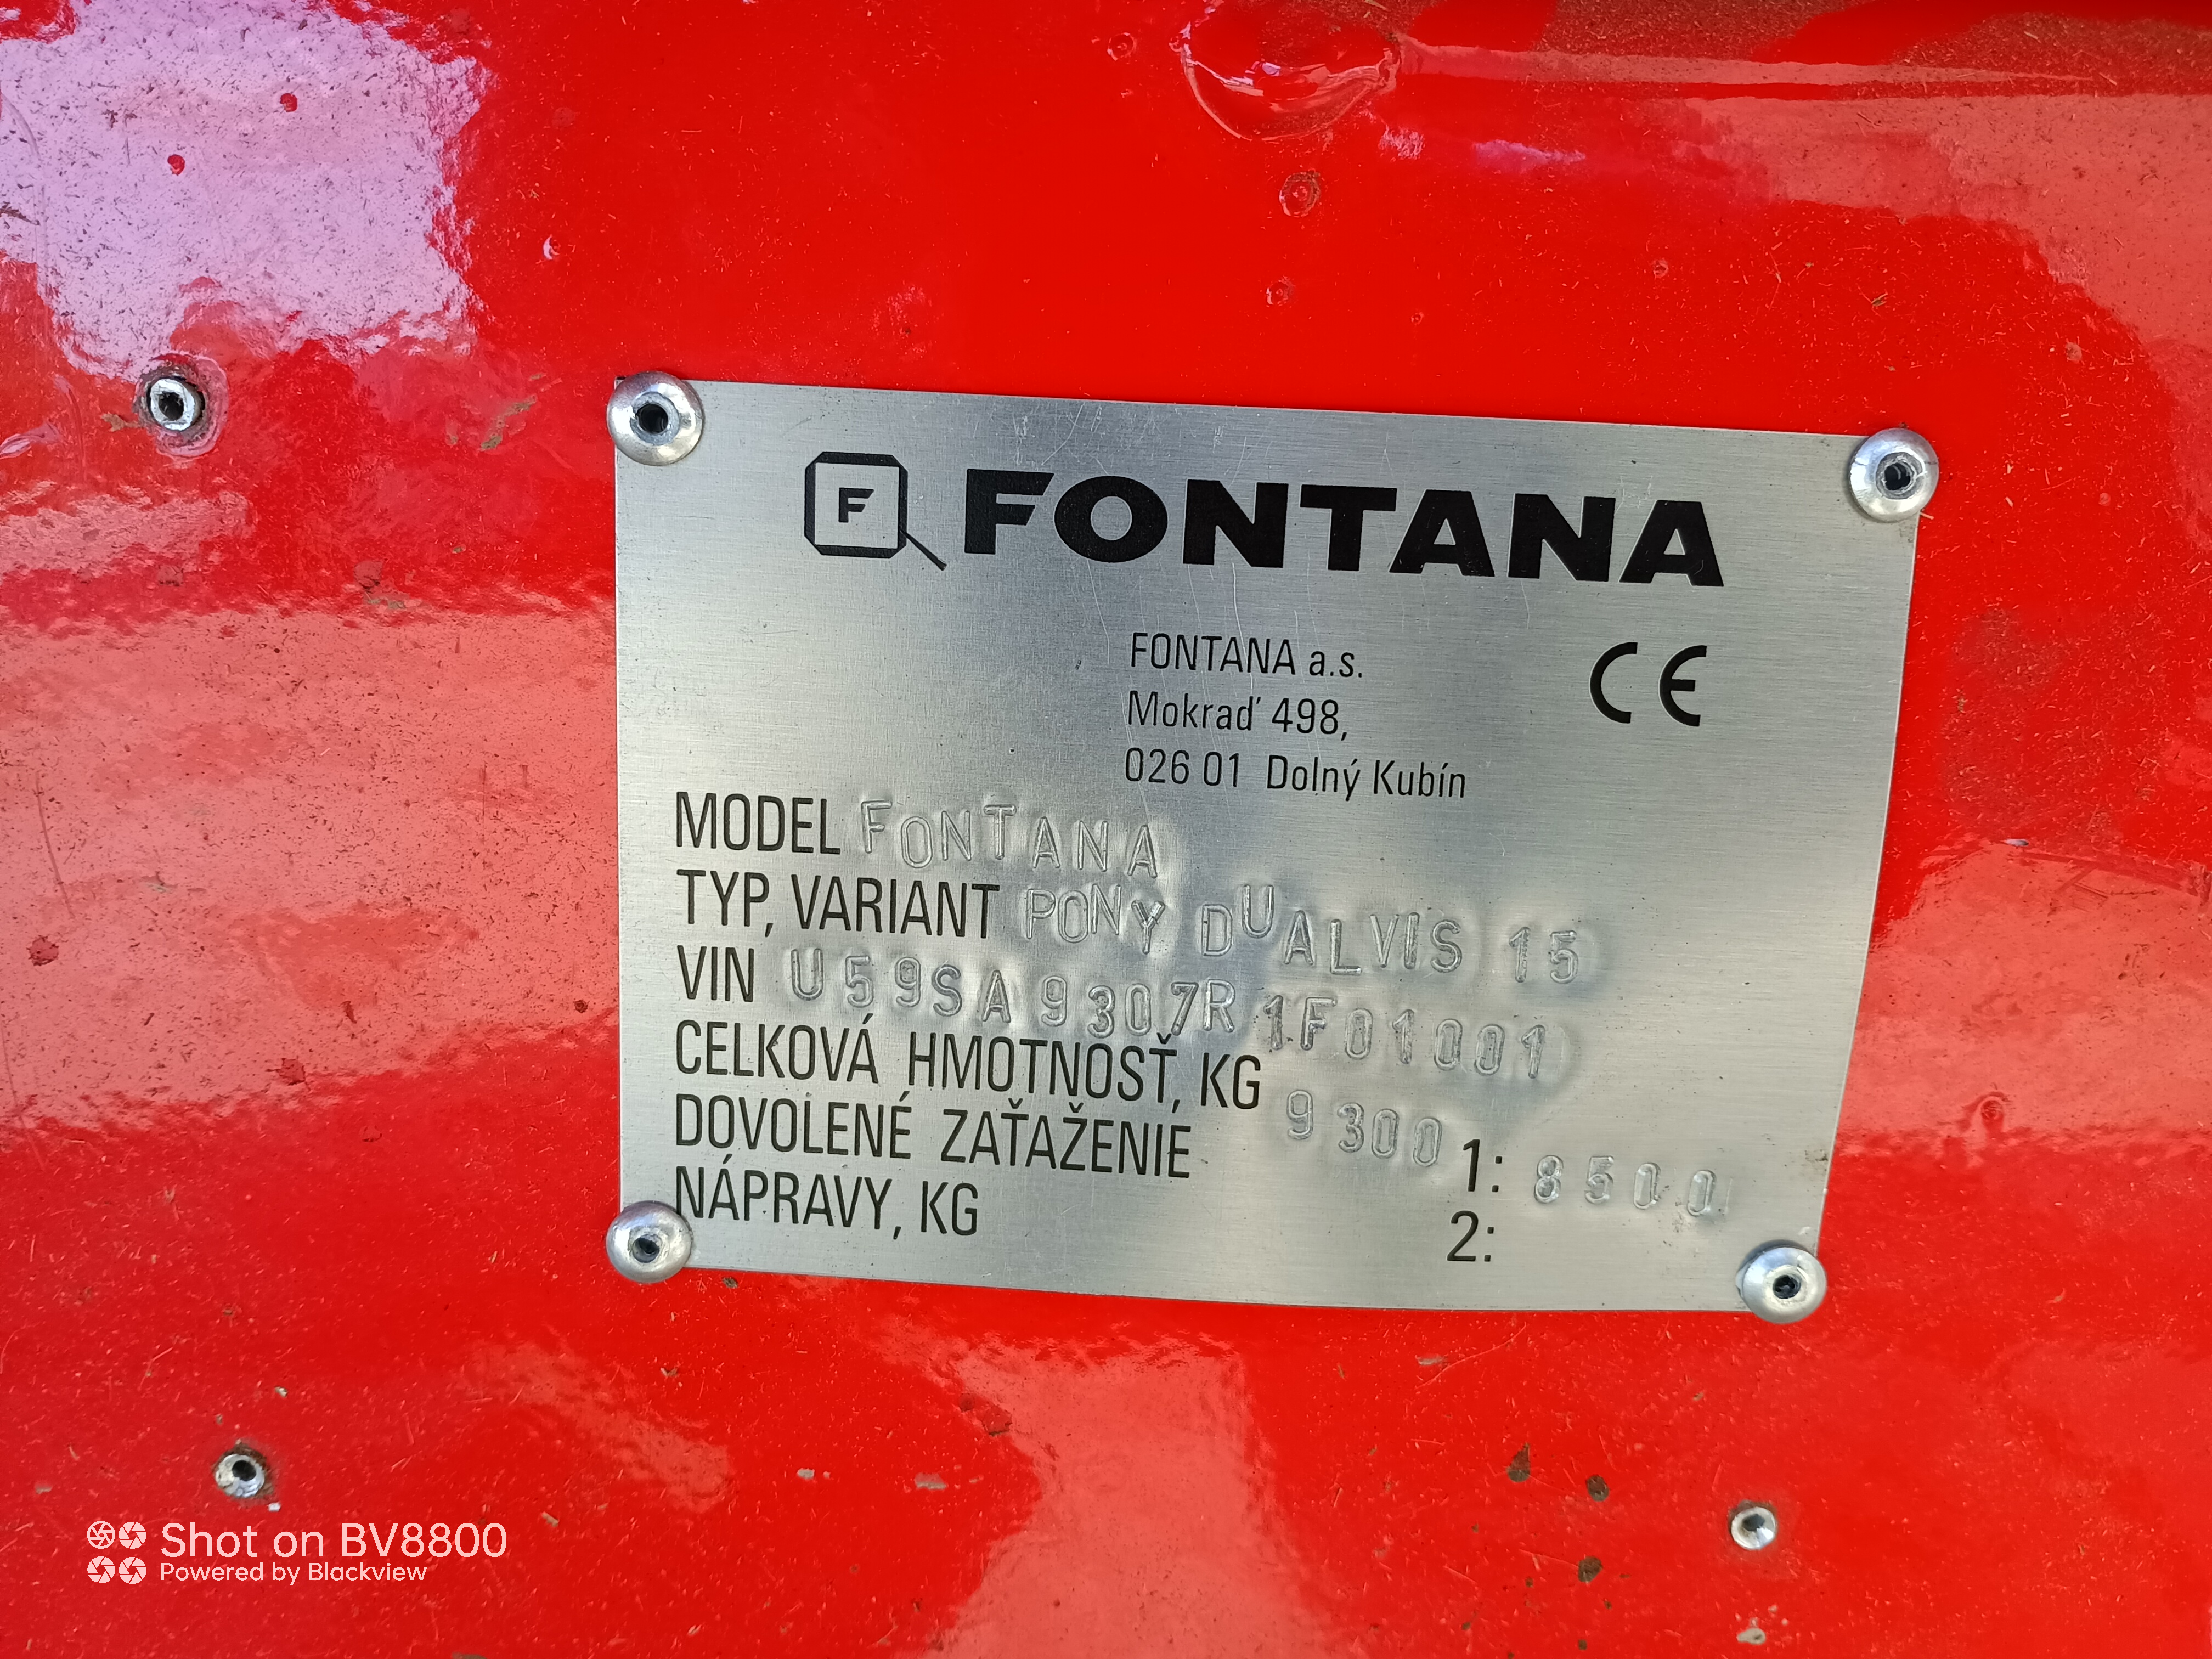 F FONTANA
FONTANA a.s.
CE
Mokraď 498,
026 01 Dolný Kubín
MODEL FONTANA
TYP, VARIANT PONY DUALVIS 15
VIN U59SA9307R1F01001
CELKOVÁ HMOTNOSŤ, KG 9300
DOVOLENÉ ZAŤAŽENIE 1: 8500
NÁPRAVY, KG 2:
Shot on BV8800
Powered by Blackview